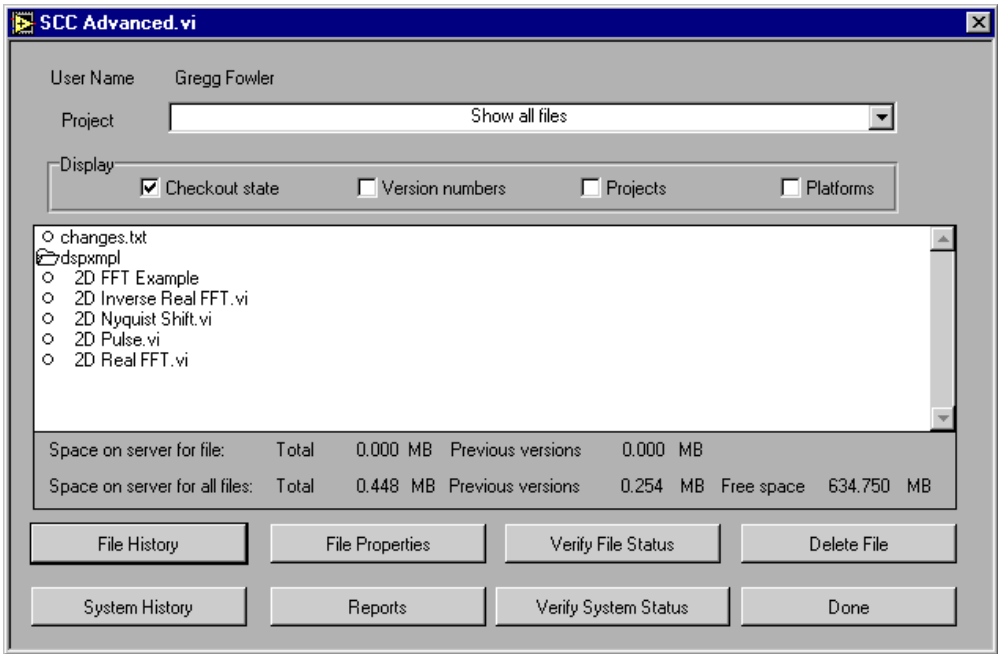 SCC Advanced.vi
User Name Gregg Fowler
Project Show all files
Display
Checkout state Version numbers Projects Platforms
changes.txt
dspxmpl
2D FFT Example
2D Inverse Real FFT.vi
2D Nyquist Shift.vi
2D Pulse.vi
2D Real FFT.vi
Space on server for file: Total 0.000 MB Previous versions 0.000 MB
Space on server for all files: Total 0.448 MB Previous versions 0.254 MB Free space 634.750 MB
File History File Properties Verify File Status Delete File
System History Reports Verify System Status Done